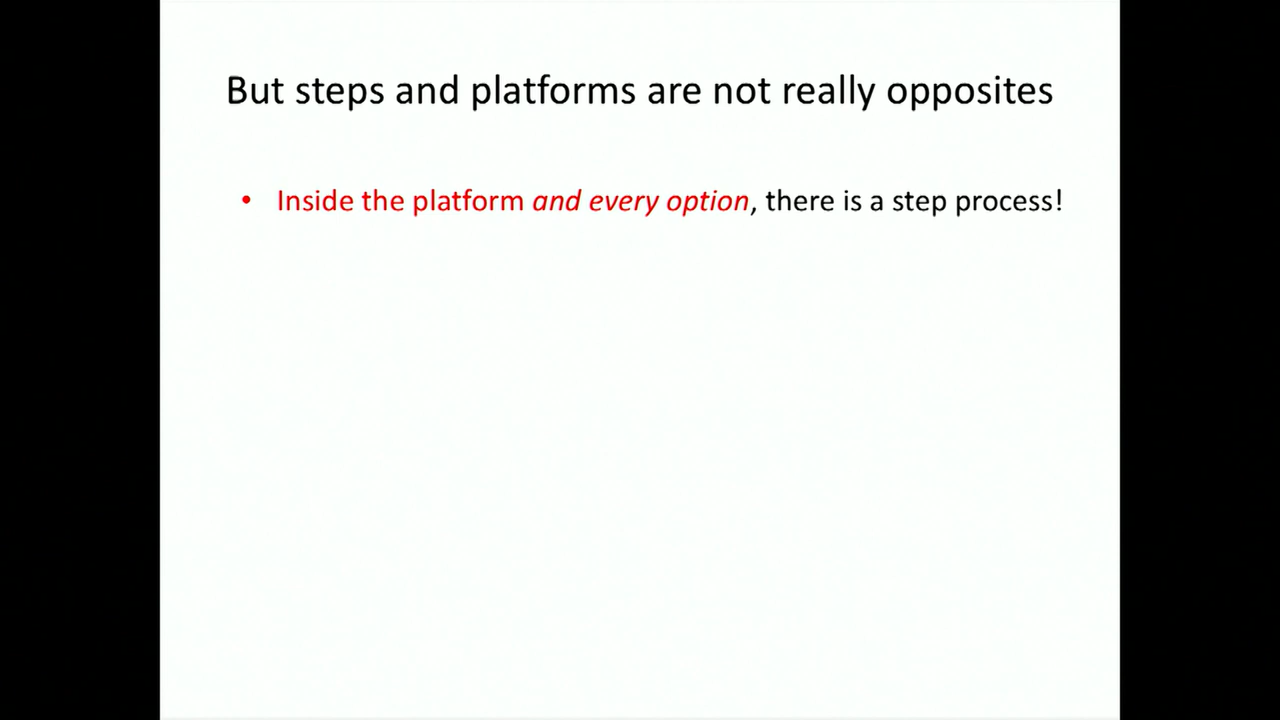 But steps and platforms are not really opposites
• Inside the platform and every option, there is a step process!